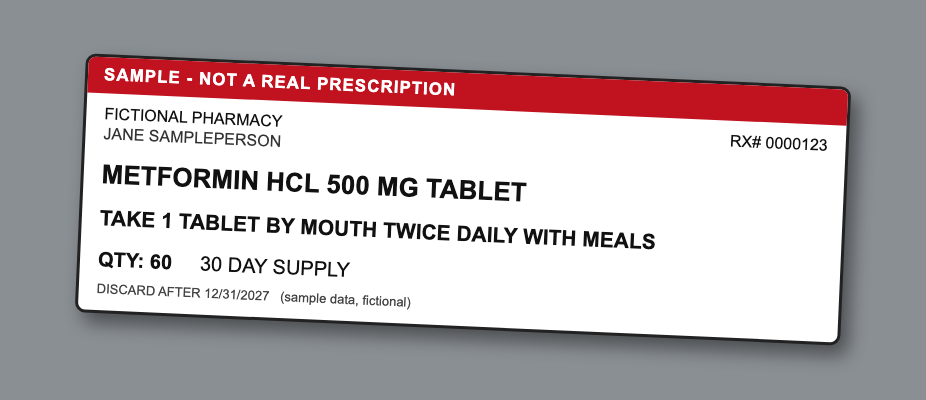 SAMPLE - NOT A REAL PRESCRIPTION
FICTIONAL PHARMACY
JANE SAMPLEPERSON
RX# 0000123
METFORMIN HCL 500 MG TABLET
TAKE 1 TABLET BY MOUTH TWICE DAILY WITH MEALS
QTY: 60 30 DAY SUPPLY
DISCARD AFTER 12/31/2027 (sample data, fictional)